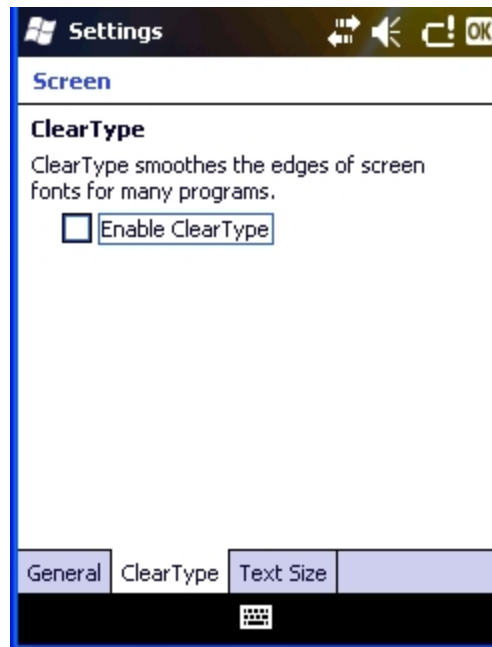 Settings
OK
Screen
ClearType
ClearType smoothes the edges of screen
fonts for many programs.
Enable ClearType
General ClearType Text Size